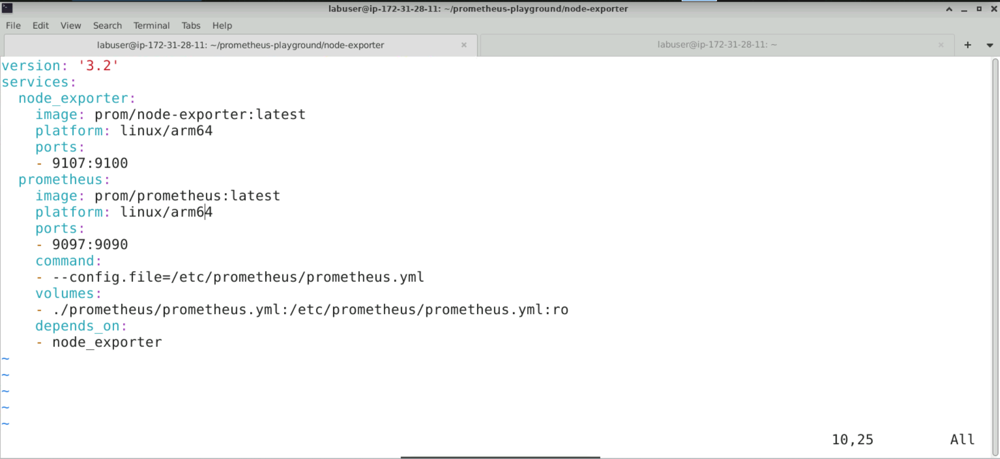 labuser@ip-172-31-28-11: ~/prometheus-playground/node-exporter
File Edit View Search Terminal Tabs Help
labuser@ip-172-31-28-11: ~/prometheus-playground/node-exporter × labuser@ip-172-31-28-11: ~ ×
version: '3.2'
services:
  node_exporter:
    image: prom/node-exporter:latest
    platform: linux/arm64
    ports:
    - 9107:9100
  prometheus:
    image: prom/prometheus:latest
    platform: linux/arm64
    ports:
    - 9097:9090
    command:
    - --config.file=/etc/prometheus/prometheus.yml
    volumes:
    - ./prometheus/prometheus.yml:/etc/prometheus/prometheus.yml:ro
    depends_on:
    - node_exporter
~
~
~
~
~
10,25 All